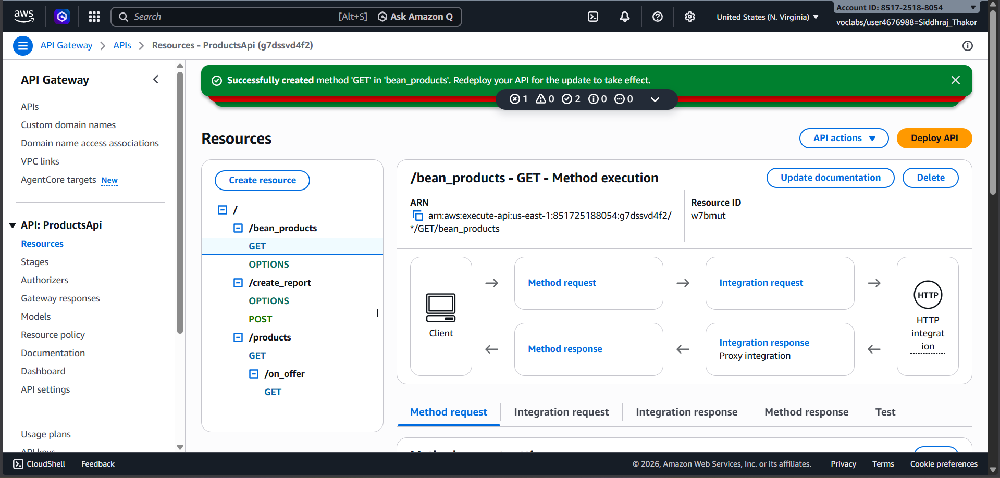 aws
Search [Alt+S] Ask Amazon Q
United States (N. Virginia) ▼
Account ID: 8517-2518-8054
voclabs/user4676988=Siddhraj_Thakor
API Gateway > APIs > Resources - ProductsApi (g7dssvd4f2)
API Gateway
APIs
Custom domain names
Domain name access associations
VPC links
AgentCore targets New
API: ProductsApi
Resources
Stages
Authorizers
Gateway responses
Models
Resource policy
Documentation
Dashboard
API settings
Usage plans
API keys
Successfully created method 'GET' in 'bean_products'. Redeploy your API for the update to take effect.
1 0 2 0 0
Resources
API actions
Deploy API
Create resource
/
/bean_products
GET
OPTIONS
/create_report
OPTIONS
POST
/products
GET
/on_offer
GET
/bean_products - GET - Method execution
Update documentation
Delete
ARN
arn:aws:execute-api:us-east-1:851725188054:g7dssvd4f2/
*/GET/bean_products
Resource ID
w7bmut
Client
Method request
Integration request
HTTP
HTTP
integrat
ion
Method response
Integration response
Proxy integration
Method request
Integration request
Integration response
Method response
Test
CloudShell
Feedback
© 2026, Amazon Web Services, Inc. or its affiliates.
Privacy
Terms
Cookie preferences